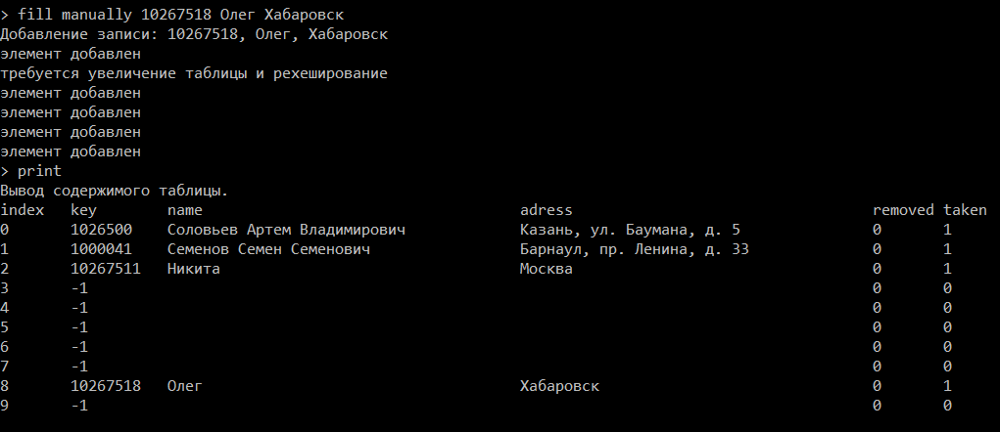 > fill manually 10267518 Олег Хабаровск
Добавление записи: 10267518, Олег, Хабаровск
элемент добавлен
требуется увеличение таблицы и рехеширование
элемент добавлен
элемент добавлен
элемент добавлен
элемент добавлен
> print
Вывод содержимого таблицы.
index key name adress removed taken
0 1026500 Соловьев Артем Владимирович Казань, ул. Баумана, д. 5 0 1
1 1000041 Семенов Семен Семенович Барнаул, пр. Ленина, д. 33 0 1
2 10267511 Никита Москва 0 1
3 -1 0 0
4 -1 0 0
5 -1 0 0
6 -1 0 0
7 -1 0 0
8 10267518 Олег Хабаровск 0 1
9 -1 0 0